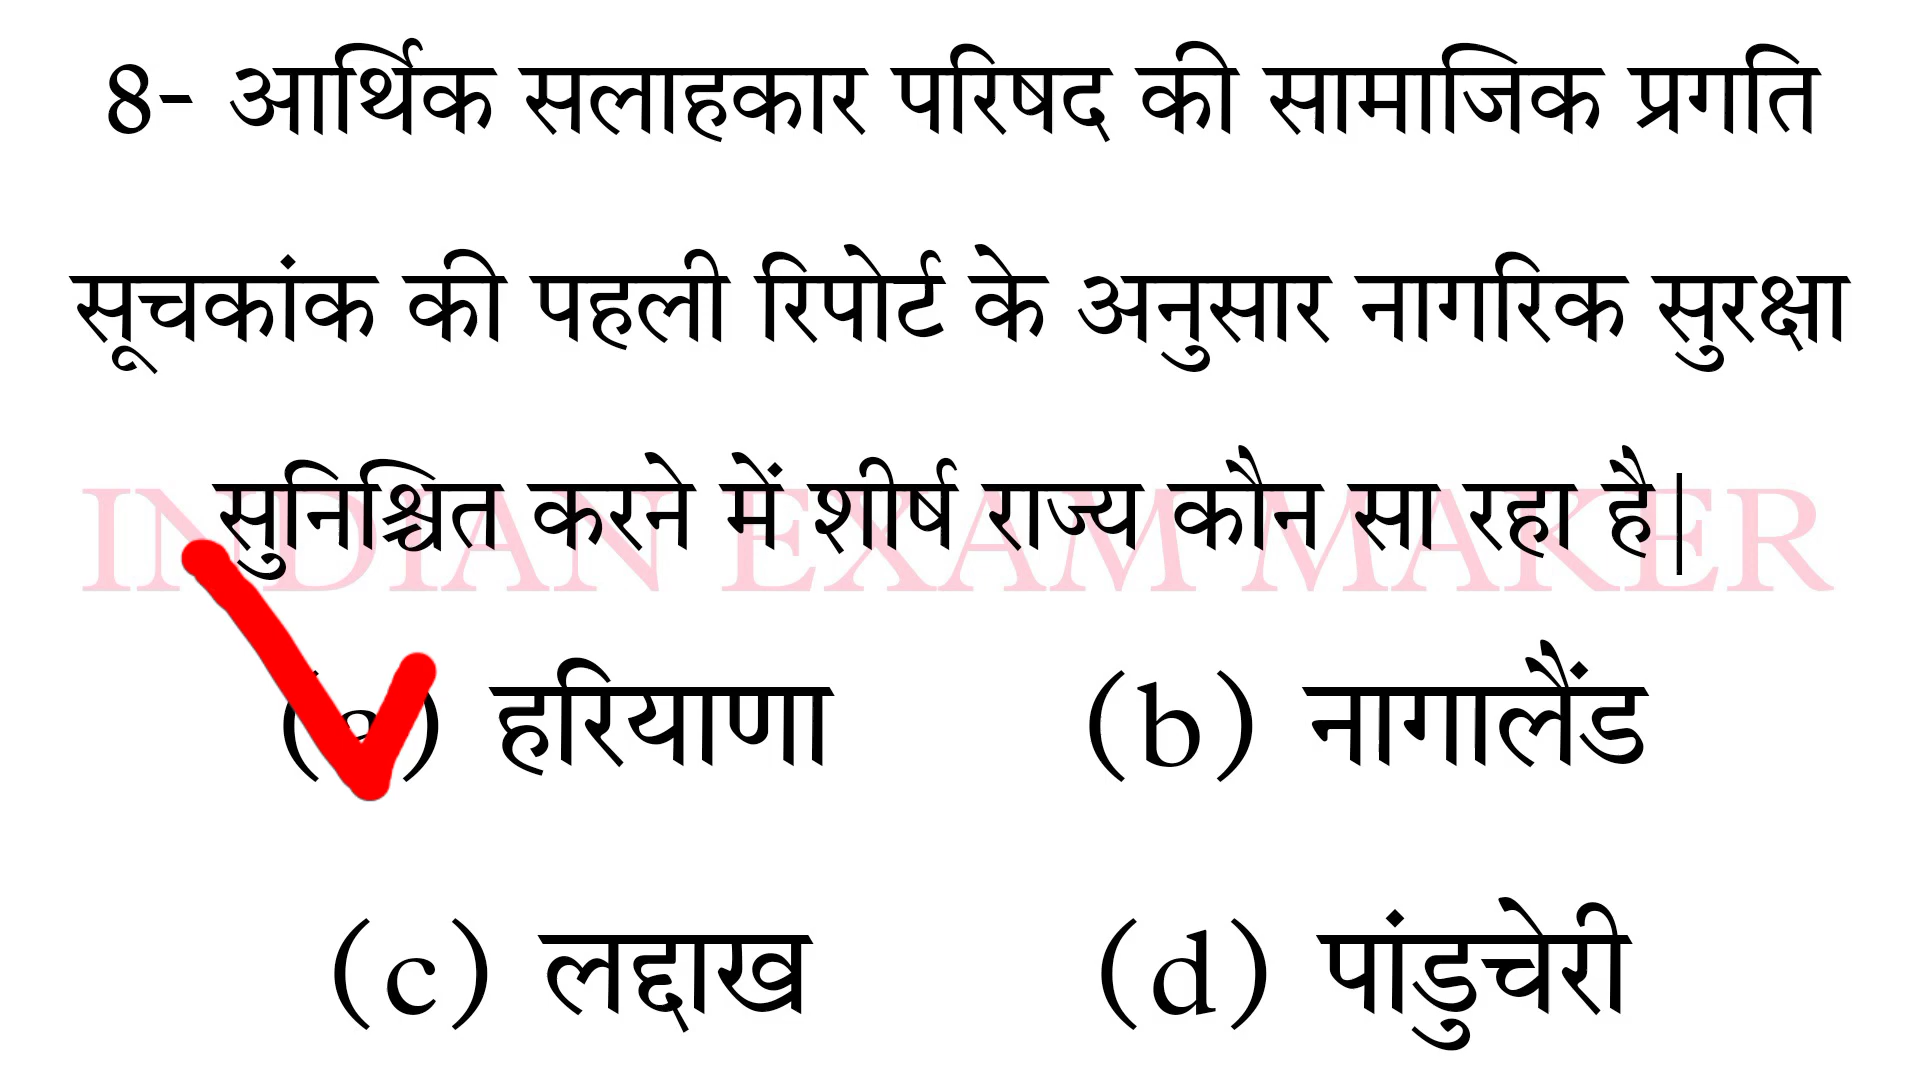 8- आर्थिक सलाहकार परिषद की सामाजिक प्रगति
सूचकांक की पहली रिपोर्ट के अनुसार नागरिक सुरक्षा
सुनिश्चित करने में शीर्ष राज्य कौन सा रहा है|
INDIAN EXAM MAKER
(a) हरियाणा (b) नागालैंड
(c) लद्दाख (d) पांडुचेरी